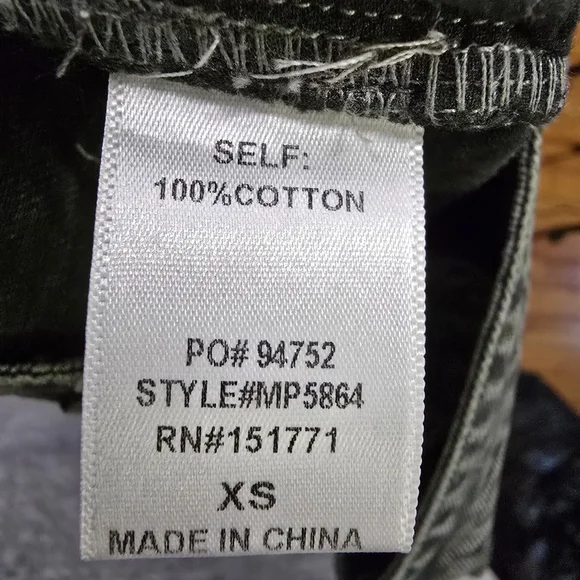 SELF:
100%COTTON
PO# 94752
STYLE#MP5864
RN#151771
XS
MADE IN CHINA